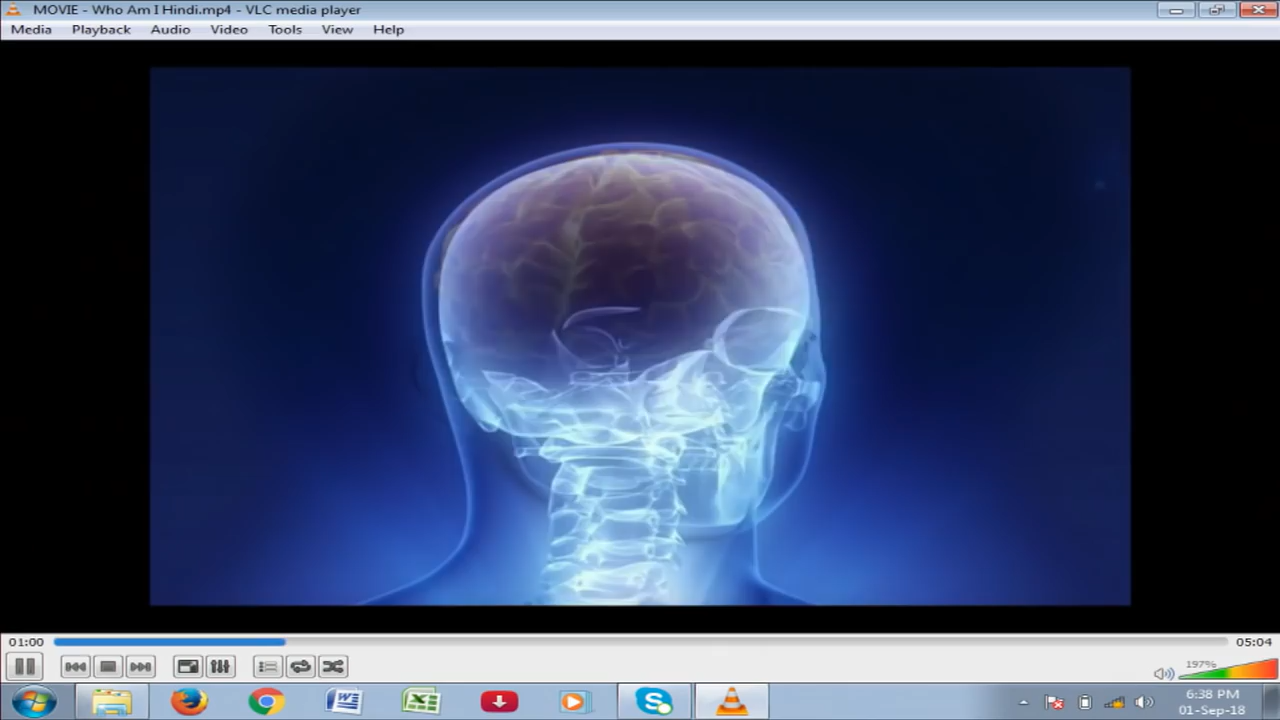 MOVIE - Who Am I Hindi.mp4 - VLC media player
Media Playback Audio Video Tools View Help
01:00 05:04
197%
6:38 PM
01-Sep-18